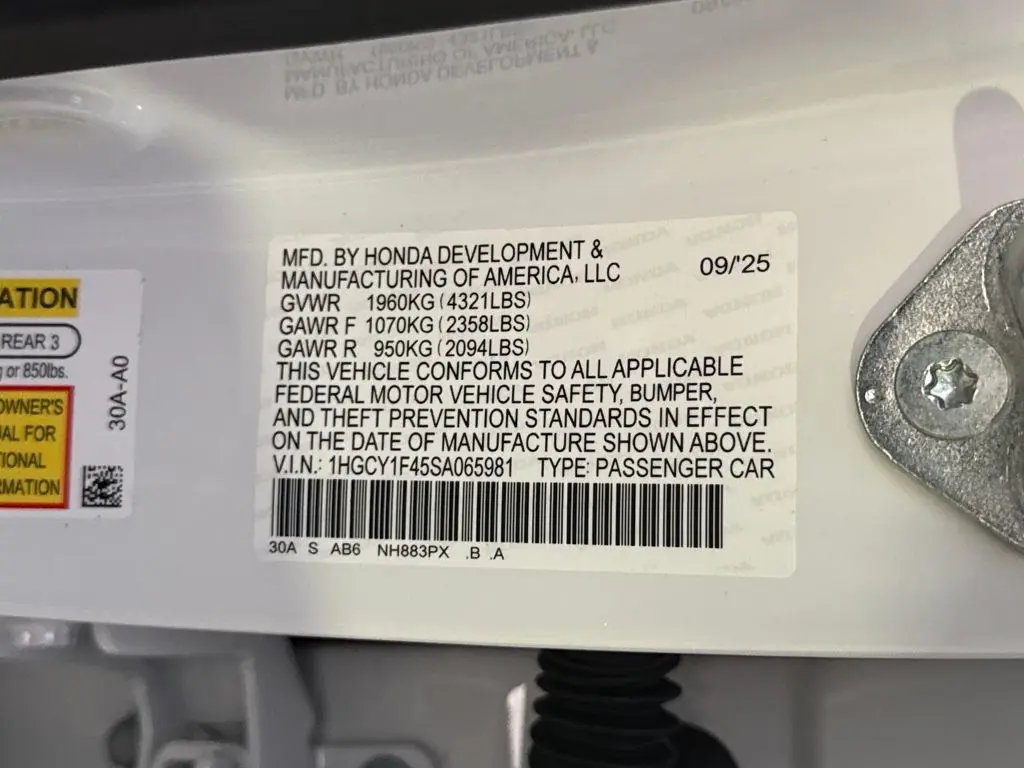 MFD. BY HONDA DEVELOPMENT &
MANUFACTURING OF AMERICA, LLC 09/'25
GVWR 1960KG (4321LBS)
GAWR F 1070KG (2358LBS)
GAWR R 950KG (2094LBS)
THIS VEHICLE CONFORMS TO ALL APPLICABLE
FEDERAL MOTOR VEHICLE SAFETY, BUMPER,
AND THEFT PREVENTION STANDARDS IN EFFECT
ON THE DATE OF MANUFACTURE SHOWN ABOVE.
V.I.N.: 1HGCY1F45SA065981 TYPE: PASSENGER CAR
30A S AB6 NH883PX .B .A
ATION
REAR 3
g or 850lbs.
OWNER'S
UAL FOR
TIONAL
RMATION
30A-A0